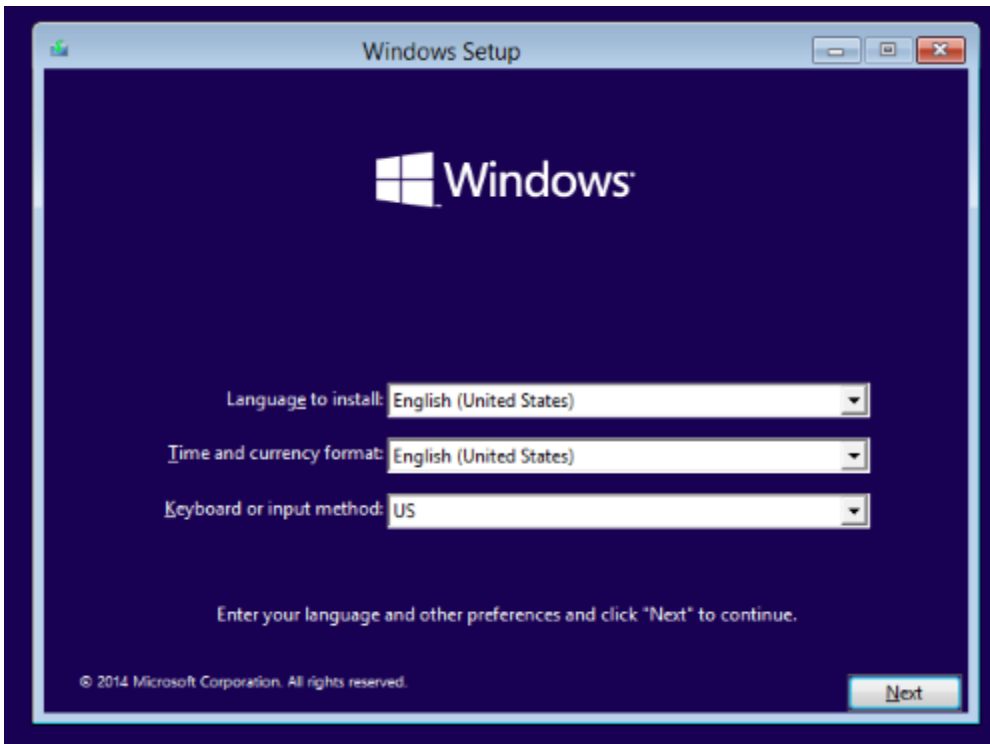 Windows Setup
Windows
Language to install: English (United States)
Time and currency format: English (United States)
Keyboard or input method: US
Enter your language and other preferences and click "Next" to continue.
© 2014 Microsoft Corporation. All rights reserved.
Next